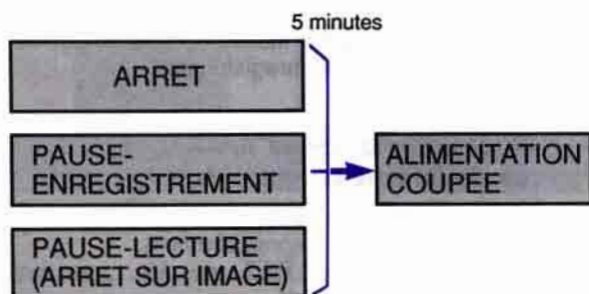 5 minutes
ARRET
PAUSE-
ENREGISTREMENT
ALIMENTATION
COUPEE
PAUSE-LECTURE
(ARRET SUR IMAGE)